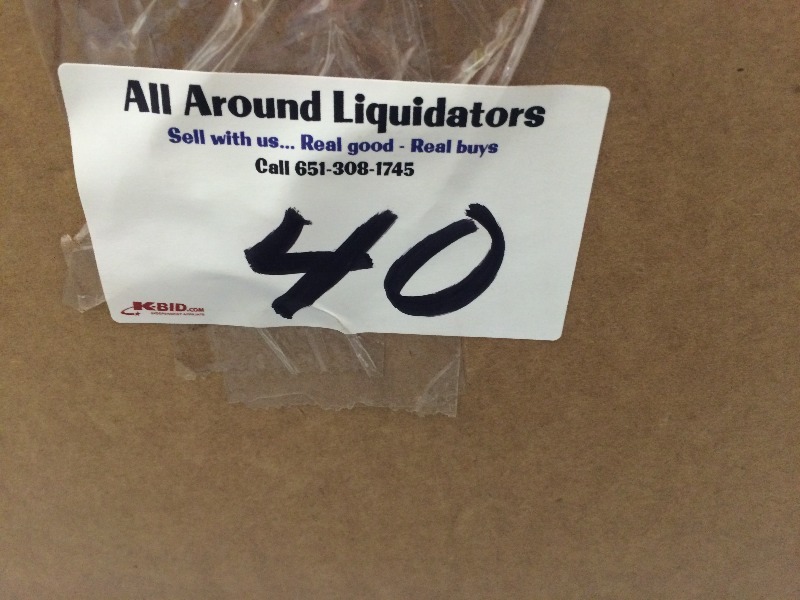 All Around Liquidators
Sell with us... Real good - Real buys
Call 651-308-1745
40
K-BID.COM